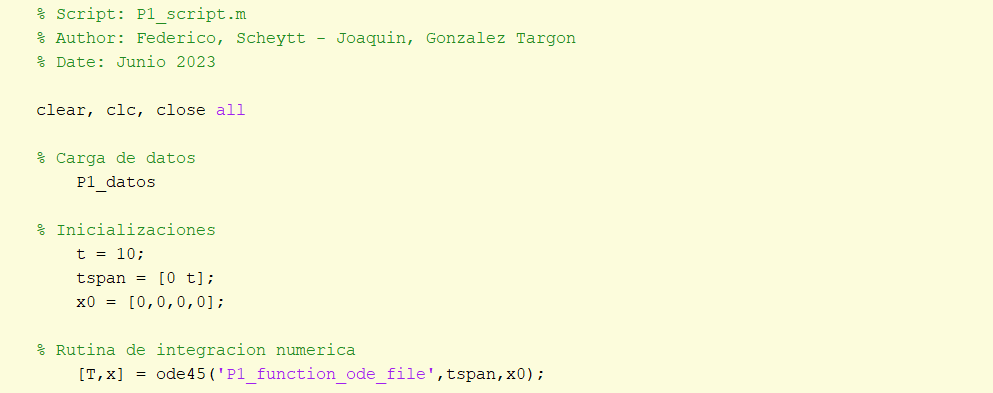 % Script: P1_script.m
% Author: Federico, Scheytt - Joaquin, Gonzalez Targon
% Date: Junio 2023
clear, clc, close all
% Carga de datos
P1_datos
% Inicializaciones
t = 10;
tspan = [0 t];
x0 = [0,0,0,0];
% Rutina de integracion numerica
[T,x] = ode45('P1_function_ode_file',tspan,x0);